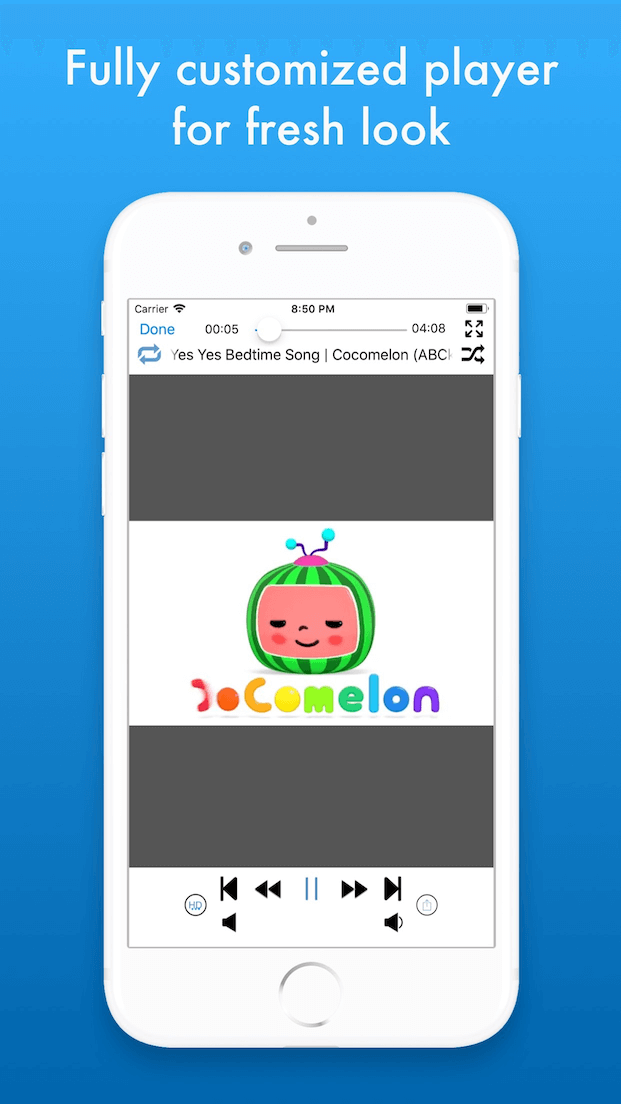 Fully customized player
for fresh look
Carrier 8:50 PM
Done 00:05 04:08
Yes Yes Bedtime Song | Cocomelon (ABC
CoComelon
HD